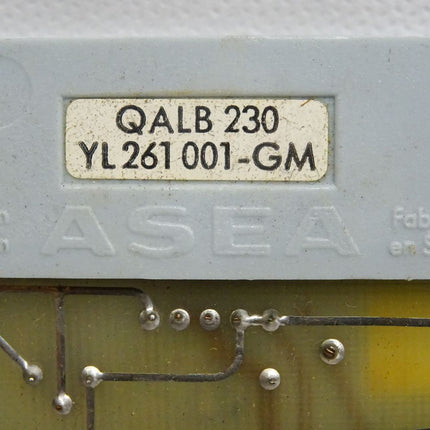 QALB 230
YL 261 001-GM
ASEA
Fab
en S